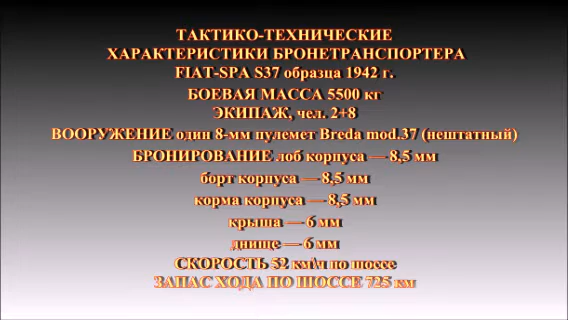 ТАКТИКО-ТЕХНИЧЕСКИЕ
ХАРАКТЕРИСТИКИ БРОНЕТРАНСПОРТЕРА
FIAT-SPA S37 образца 1942 г.
БОЕВАЯ МАССА 5500 кг
ЭКИПАЖ, чел. 2+8
ВООРУЖЕНИЕ один 8-мм пулемет Breda mod.37 (нештатный)
БРОНИРОВАНИЕ лоб корпуса — 8,5 мм
борт корпуса — 8,5 мм
корма корпуса — 8,5 мм
крыша — 6 мм
днище — 6 мм
СКОРОСТЬ 52 км\ч по шоссе
ЗАПАС ХОДА ПО ШОССЕ 725 км